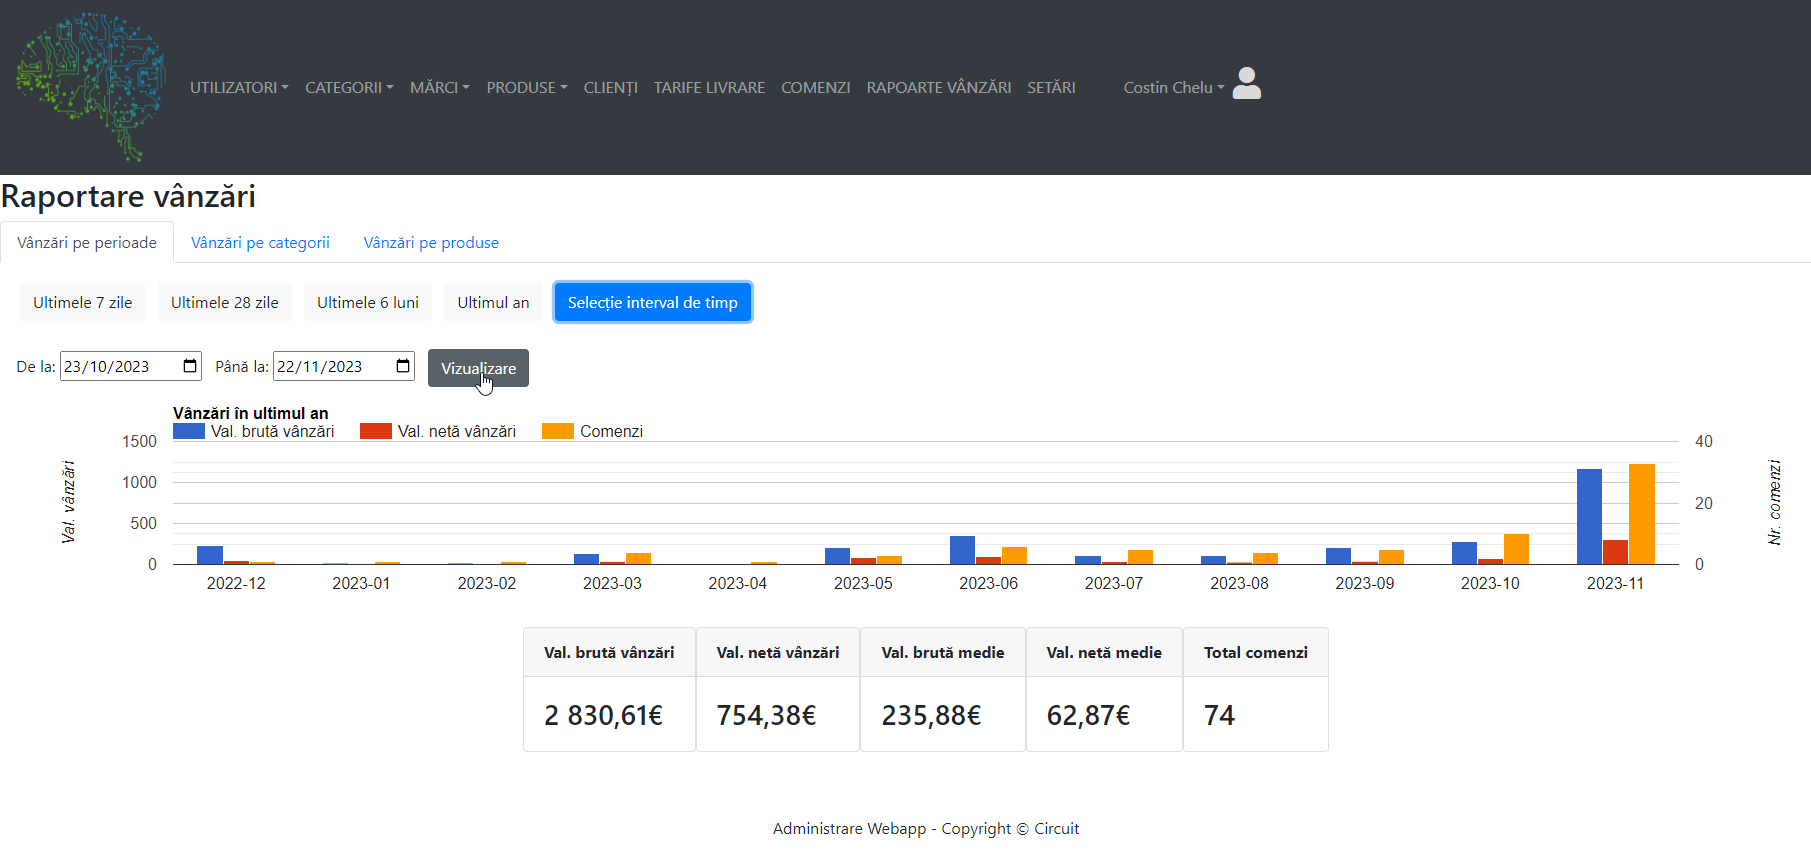 UTILIZATORI CATEGORII MĂRCI PRODUSE CLIENȚI TARIFE LIVRARE COMENZI RAPOARTE VÂNZĂRI SETĂRI Costin Chelu
Raportare vânzări
Vânzări pe perioade Vânzări pe categorii Vânzări pe produse
Ultimele 7 zile Ultimele 28 zile Ultimele 6 luni Ultimul an Selecție interval de timp
De la: 23/10/2023 Până la: 22/11/2023 Vizualizare
Vânzări în ultimul an
Val. brută vânzări Val. netă vânzări Comenzi
Val. vânzări
1500
1000
500
0
40
20
0
Nr. comenzi
2022-12 2023-01 2023-02 2023-03 2023-04 2023-05 2023-06 2023-07 2023-08 2023-09 2023-10 2023-11
Val. brută vânzări Val. netă vânzări Val. brută medie Val. netă medie Total comenzi
2 830,61€ 754,38€ 235,88€ 62,87€ 74
Administrare Webapp - Copyright © Circuit